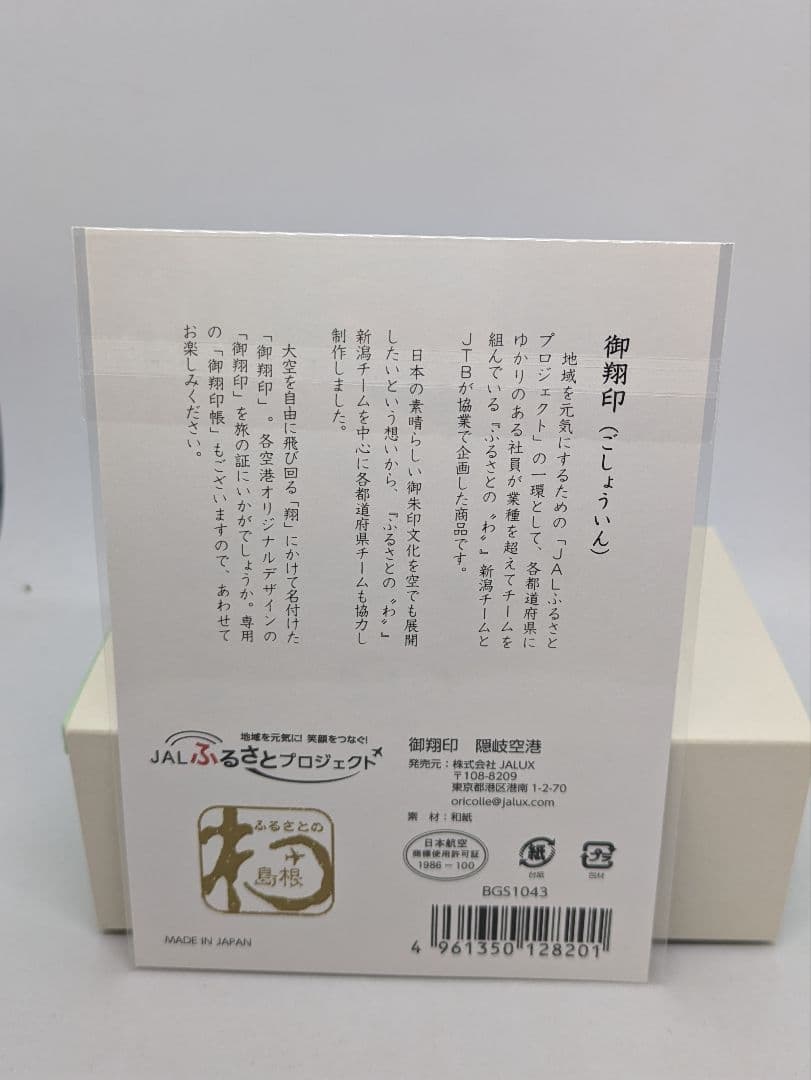 御翔印（ごしょういん）
地域を元気にするための「JALふるさと
プロジェクト」の一環として、各都道府県に
ゆかりのある社員が業種を超えてチームを
組んでいる『ふるさとの〝わ〟』新潟チームと
JTBが協業で企画した商品です。
日本の素晴らしい御朱印文化を空でも展開
したいという想いから、『ふるさとの〝わ〟』
新潟チームを中心に各都道府県チームも協力し
制作しました。
大空を自由に飛び回る「翔」にかけて名付けた
「御翔印」。各空港オリジナルデザインの
「御翔印」を旅の証にいかがでしょうか。専用
の「御翔印帳」もございますので、あわせて
お楽しみください。
地域を元気に! 笑顔をつなぐ!
JALふるさとプロジェクト
ふるさとの
わ
島根
MADE IN JAPAN
御翔印 隠岐空港
発売元：株式会社 JALUX
〒108-8209
東京都港区港南 1-2-70
oricolle@jalux.com
素 材：和紙
日本航空
商標使用許可証
1986－100
紙
台紙
プラ
包材
BGS1043
4 961350 128201